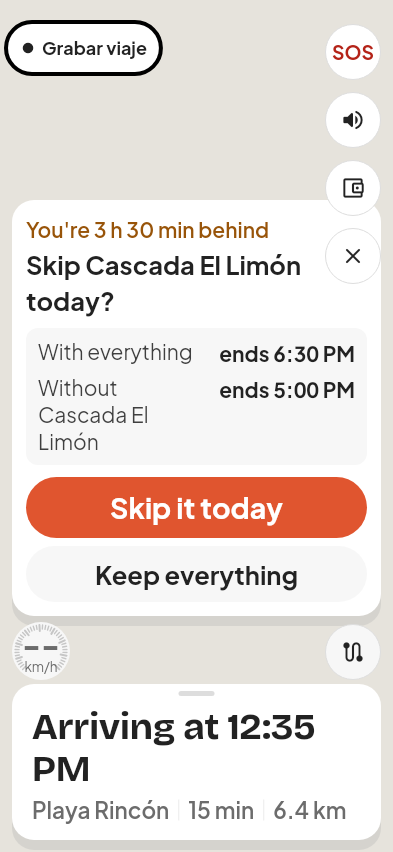 Grabar viaje
SOS
You're 3 h 30 min behind
Skip Cascada El Limón
today?
With everything ends 6:30 PM
Without ends 5:00 PM
Cascada El
Limón
Skip it today
Keep everything
--
km/h
Arriving at 12:35
PM
Playa Rincón 15 min 6.4 km